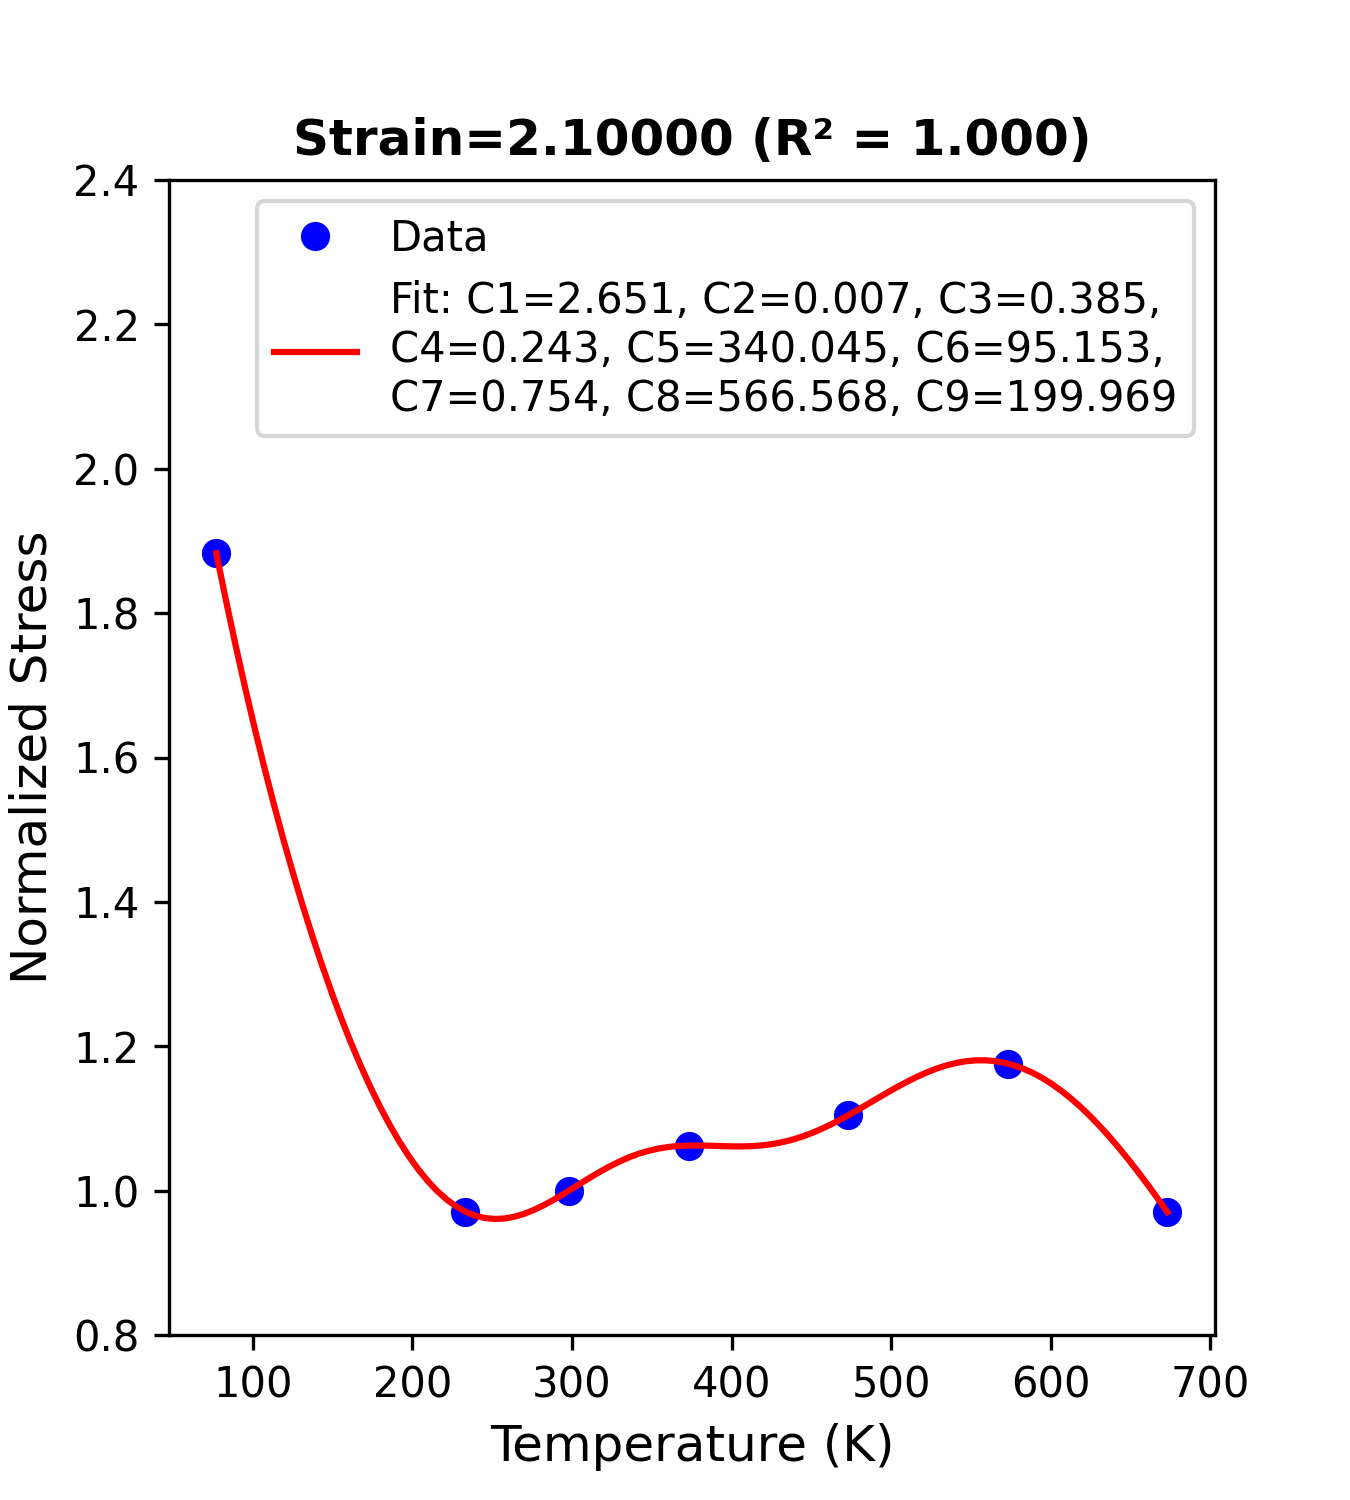 Strain=2.10000 (R² = 1.000)
Data
Fit: C1=2.651, C2=0.007, C3=0.385,
C4=0.243, C5=340.045, C6=95.153,
C7=0.754, C8=566.568, C9=199.969
2.4
2.2
2.0
1.8
1.6
1.4
1.2
1.0
0.8
Normalized Stress
100 200 300 400 500 600 700
Temperature (K)